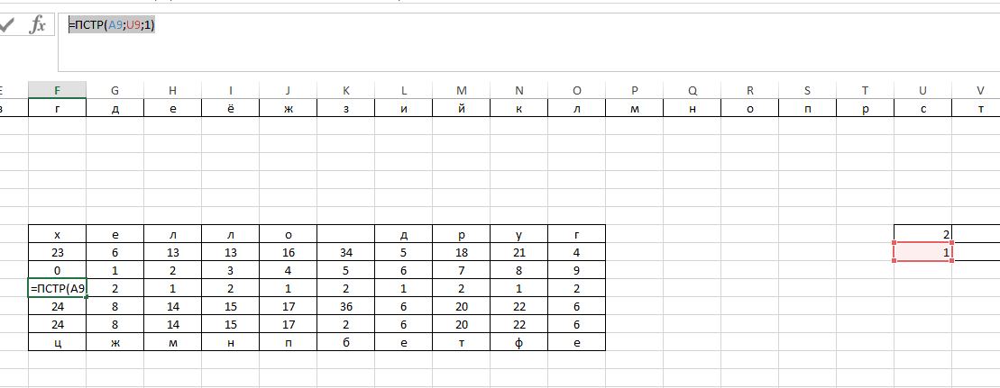 fx =ПСТР(A9;U9;1)
E F G H I J K L M N O P Q R S T U V
г д е ё ж з и й к л м н о п р с т
х е л л о д р у г 2
23 6 13 13 16 34 5 18 21 4 1
0 1 2 3 4 5 6 7 8 9
=ПСТР(A9 2 1 2 1 2 1 2 1 2
24 8 14 15 17 36 6 20 22 6
24 8 14 15 17 2 6 20 22 6
ц ж м н п б е т ф е